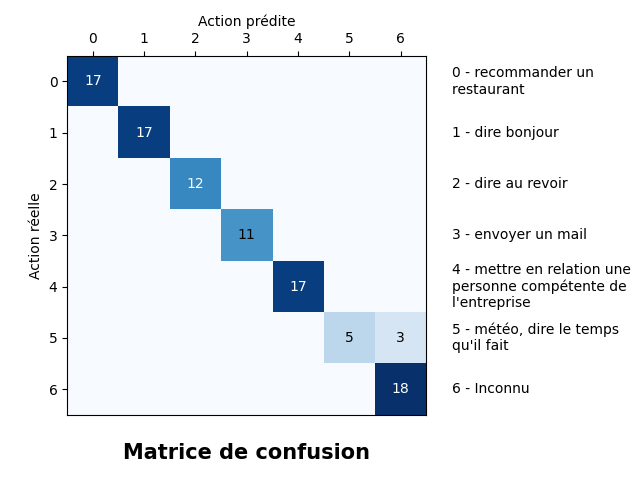 Action prédite
0 1 2 3 4 5 6
Action réelle
0 17
1 17
2 12
3 11
4 17
5 5 3
6 18
0 - recommander un
restaurant
1 - dire bonjour
2 - dire au revoir
3 - envoyer un mail
4 - mettre en relation une
personne compétente de
l'entreprise
5 - météo, dire le temps
qu'il fait
6 - Inconnu
Matrice de confusion